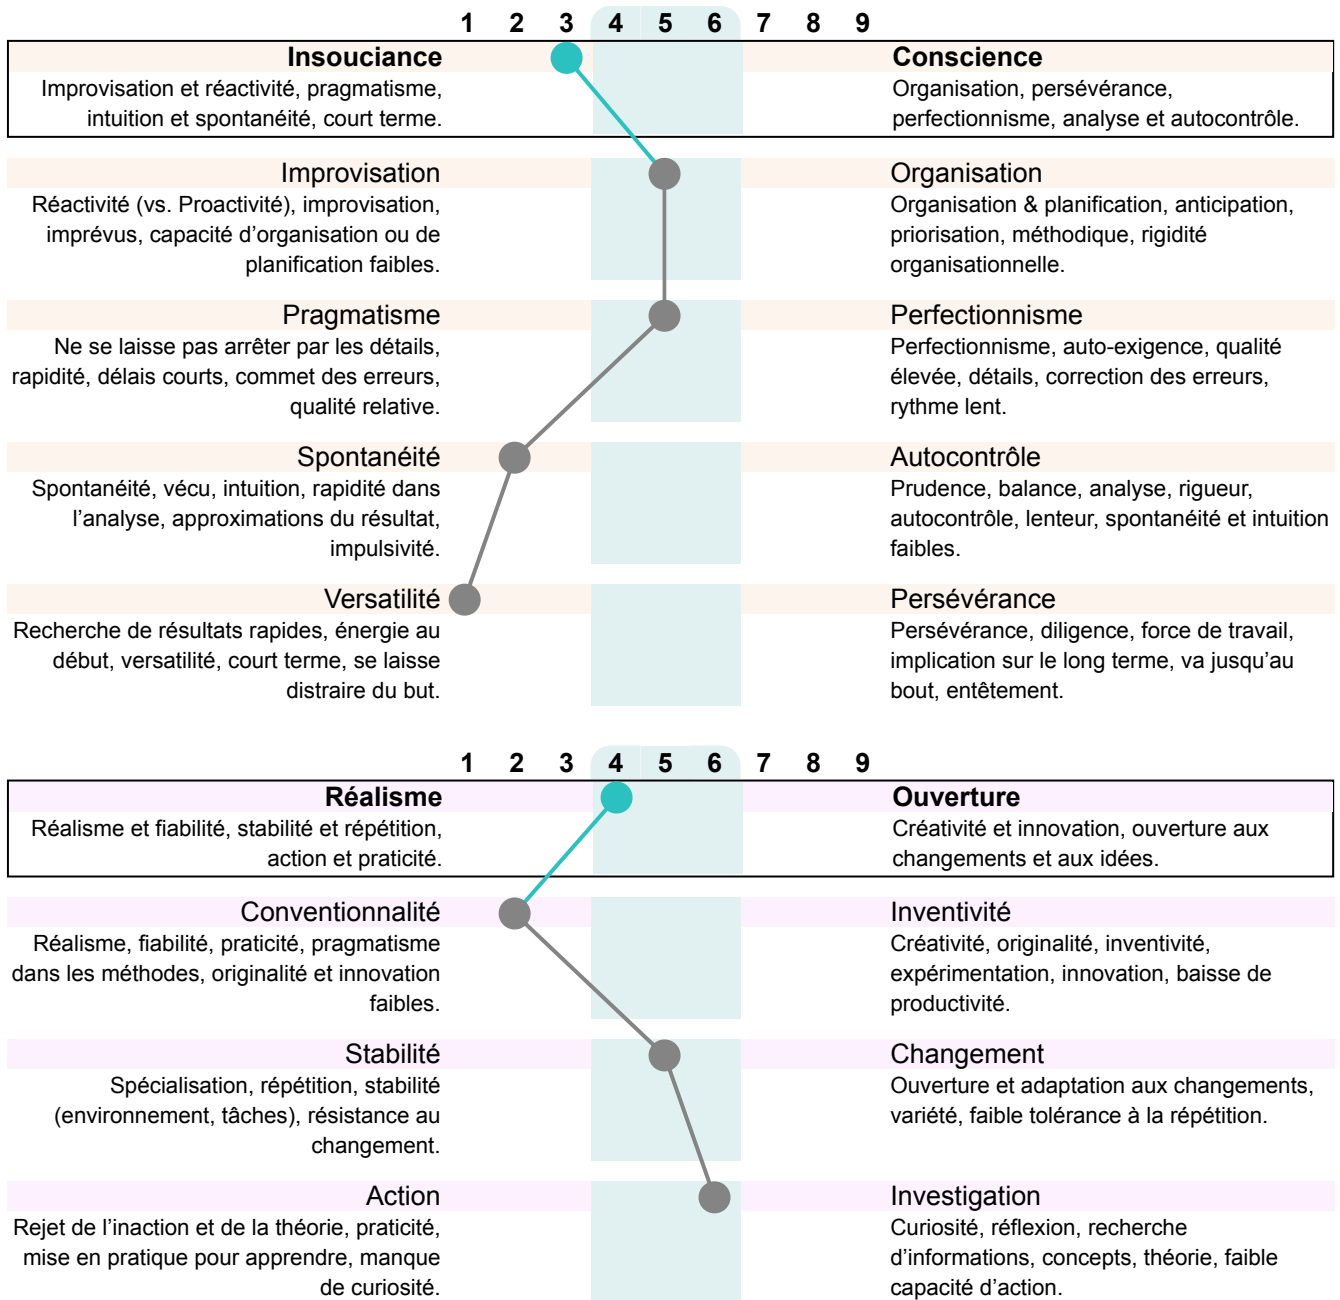 1 2 3 4 5 6 7 8 9
Insouciance
Improvisation et réactivité, pragmatisme,
intuition et spontanéité, court terme.
Conscience
Organisation, persévérance,
perfectionnisme, analyse et autocontrôle.
Improvisation
Réactivité (vs. Proactivité), improvisation,
imprévus, capacité d’organisation ou de
planification faibles.
Organisation
Organisation & planification, anticipation,
priorisation, méthodique, rigidité
organisationnelle.
Pragmatisme
Ne se laisse pas arrêter par les détails,
rapidité, délais courts, commet des erreurs,
qualité relative.
Perfectionnisme
Perfectionnisme, auto-exigence, qualité
élevée, détails, correction des erreurs,
rythme lent.
Spontanéité
Spontanéité, vécu, intuition, rapidité dans
l’analyse, approximations du résultat,
impulsivité.
Autocontrôle
Prudence, balance, analyse, rigueur,
autocontrôle, lenteur, spontanéité et intuition
faibles.
Versatilité
Recherche de résultats rapides, énergie au
début, versatilité, court terme, se laisse
distraire du but.
Persévérance
Persévérance, diligence, force de travail,
implication sur le long terme, va jusqu’au
bout, entêtement.
1 2 3 4 5 6 7 8 9
Réalisme
Réalisme et fiabilité, stabilité et répétition,
action et praticité.
Ouverture
Créativité et innovation, ouverture aux
changements et aux idées.
Conventionnalité
Réalisme, fiabilité, praticité, pragmatisme
dans les méthodes, originalité et innovation
faibles.
Inventivité
Créativité, originalité, inventivité,
expérimentation, innovation, baisse de
productivité.
Stabilité
Spécialisation, répétition, stabilité
(environnement, tâches), résistance au
changement.
Changement
Ouverture et adaptation aux changements,
variété, faible tolérance à la répétition.
Action
Rejet de l’inaction et de la théorie, praticité,
mise en pratique pour apprendre, manque
de curiosité.
Investigation
Curiosité, réflexion, recherche
d’informations, concepts, théorie, faible
capacité d’action.